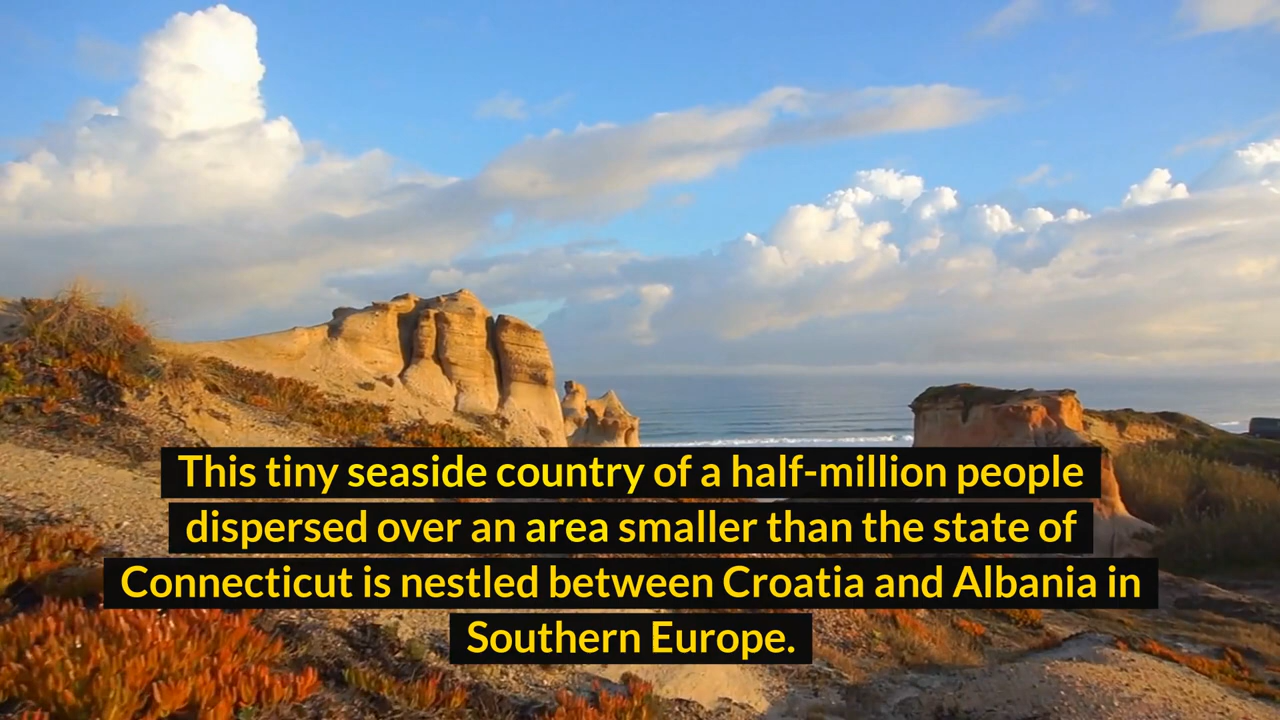 This tiny seaside country of a half-million people
dispersed over an area smaller than the state of
Connecticut is nestled between Croatia and Albania in
Southern Europe.